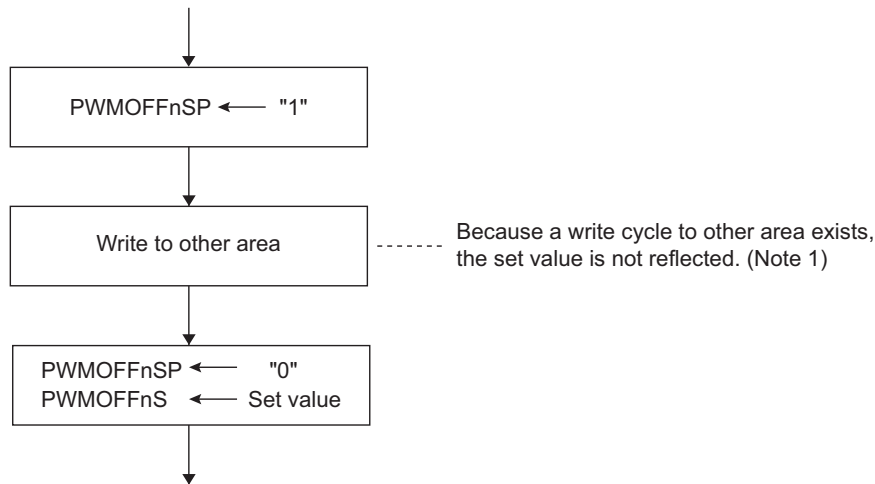 PWMOFFnSP ← "1"
Write to other area
Because a write cycle to other area exists,
the set value is not reflected. (Note 1)
PWMOFFnSP ← "0"
PWMOFFnS ← Set value